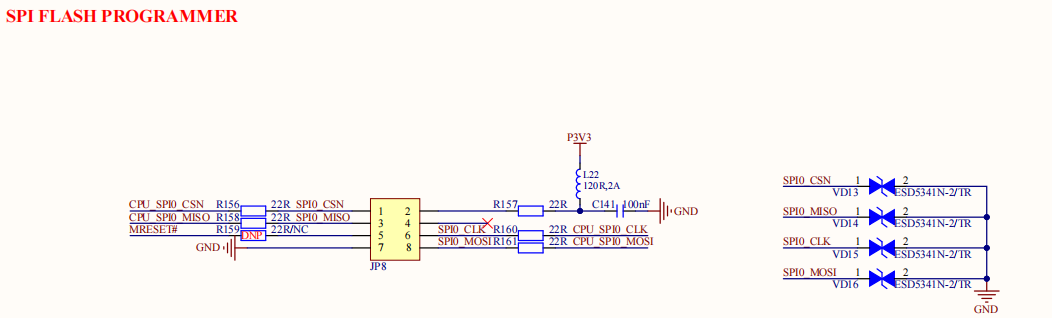 SPI FLASH PROGRAMMER
P3V3
L22
120R,2A
CPU_SPI0_CSN R156 22R SPI0_CSN 1 2 R157 22R C141 100nF GND
CPU_SPI0_MISO R158 22R SPI0_MISO 3 4
MRESET# R159 DNP 22R/NC 5 6 SPI0_CLK R160 22R CPU_SPI0_CLK
GND 7 8 SPI0_MOSI R161 22R CPU_SPI0_MOSI
JP8
SPI0_CSN 1 2
VD13 ESD5341N-2/TR
SPI0_MISO 1 2
VD14 ESD5341N-2/TR
SPI0_CLK 1 2
VD15 ESD5341N-2/TR
SPI0_MOSI 1 2
VD16 ESD5341N-2/TR
GND